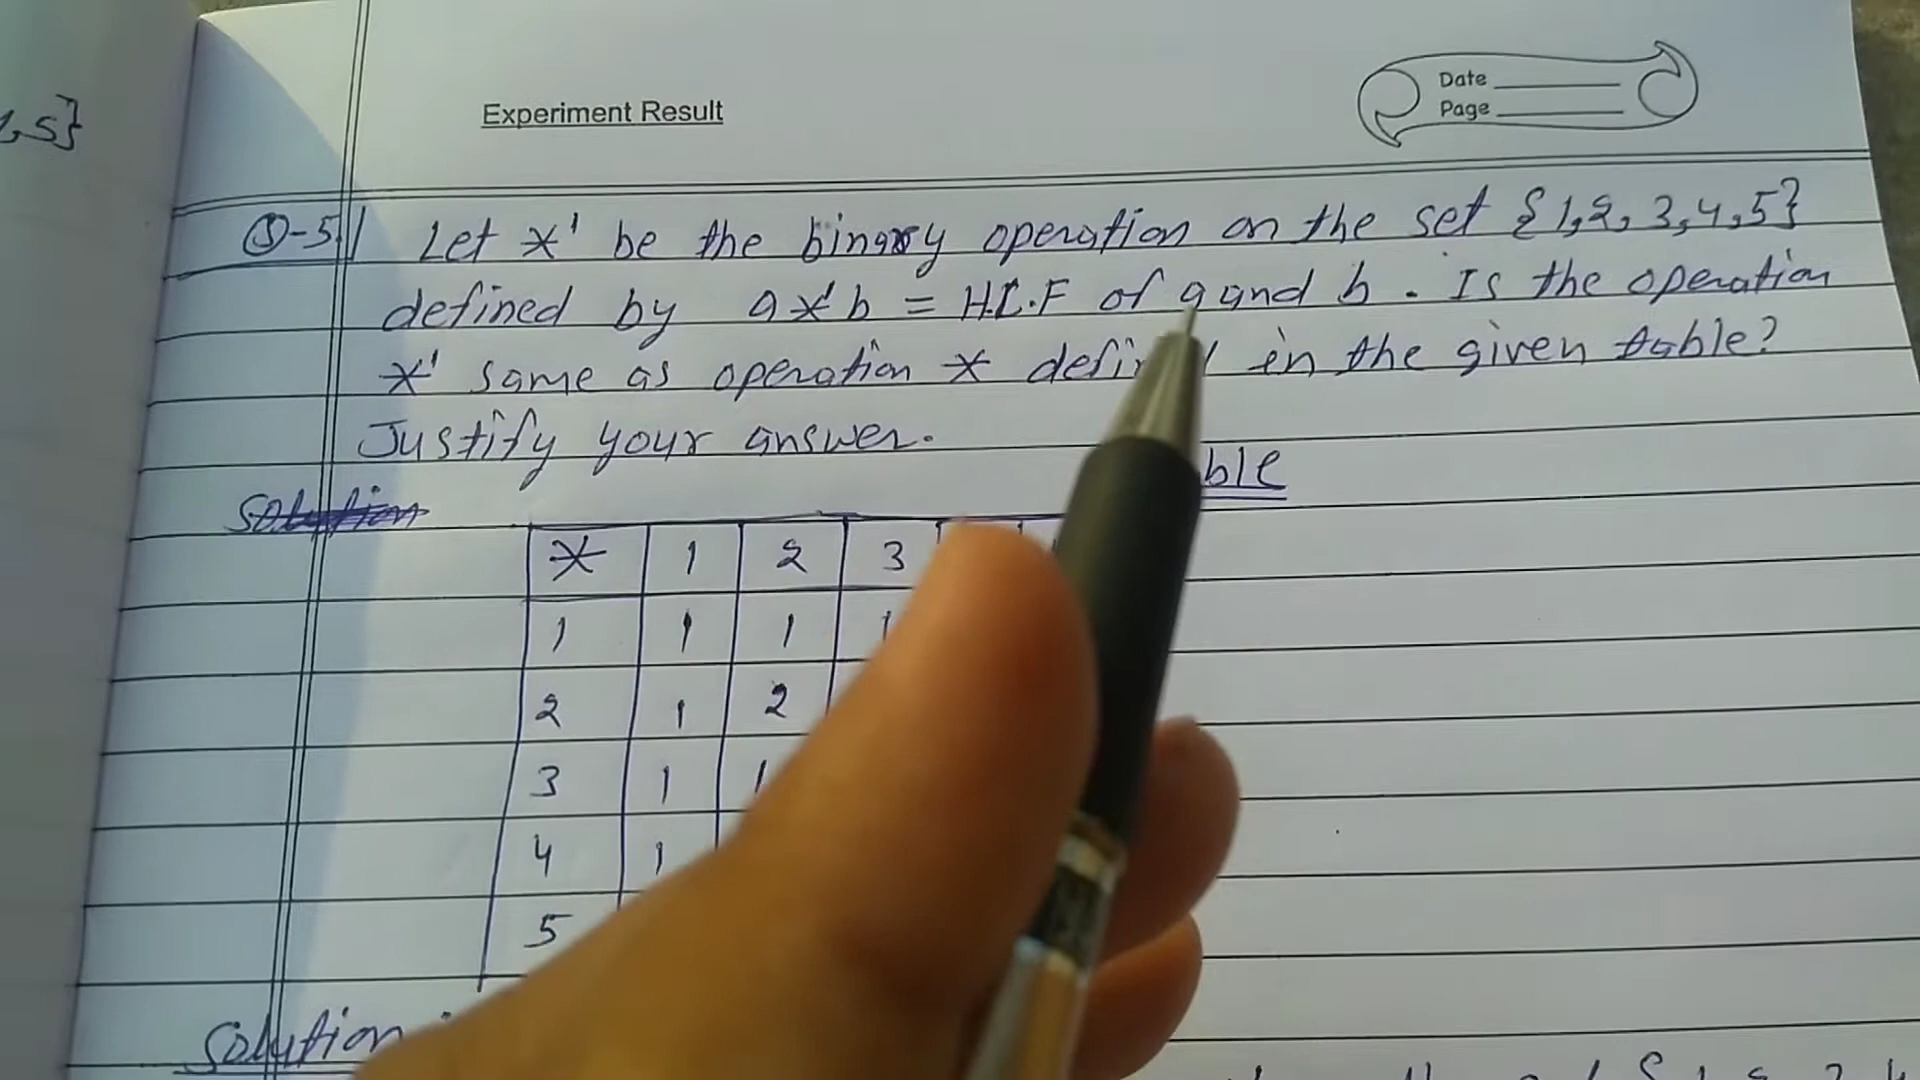 ,5}
Experiment Result
Date
Page
Q-5 Let *' be the binary operation on the set {1,2,3,4,5}
defined by a*'b = H.C.F of a and b. Is the operation
*' same as operation * in the given table?
Justify your answer.
* 1 2 3
1 1 1 1
2 1 2
3 1 1
4 1
5
Solution